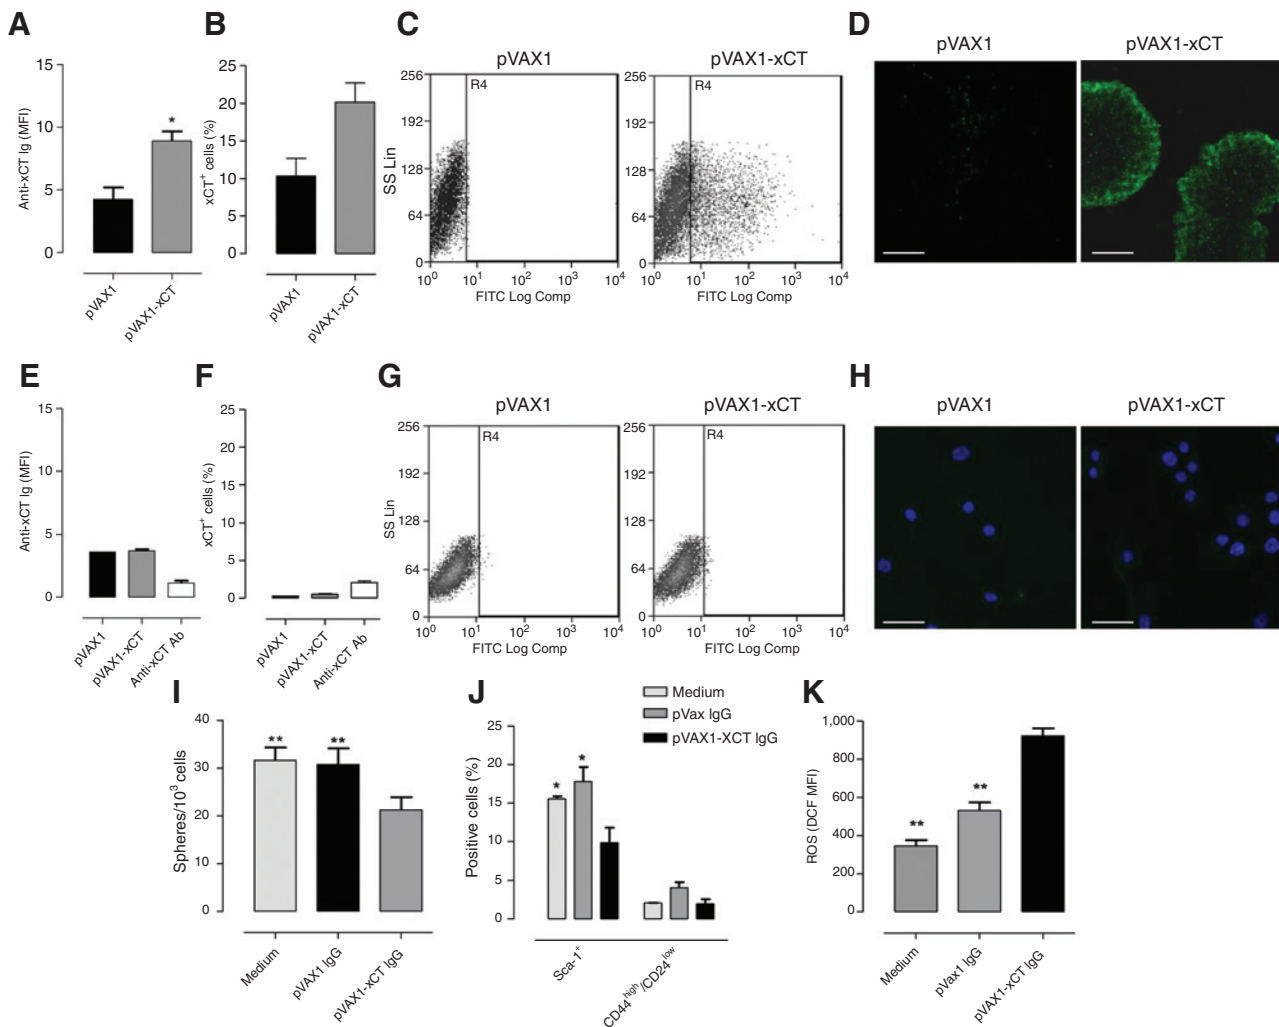 A
Anti-xCT Ig (MFI)
15
10
5
0
*
pVAX1
pVAX1-xCT
B
xCT+ cells (%)
25
20
15
10
5
0
pVAX1
pVAX1-xCT
C
pVAX1
pVAX1-xCT
SS Lin
256
192
128
64
0
R4
10^0 10^1 10^2 10^3 10^4
FITC Log Comp
256
192
128
64
0
R4
10^0 10^1 10^2 10^3 10^4
FITC Log Comp
D
pVAX1
pVAX1-xCT
E
Anti-xCT Ig (MFI)
15
10
5
0
pVAX1
pVAX1-xCT
Anti-xCT Ab
F
xCT+ cells (%)
25
20
15
10
5
0
pVAX1
pVAX1-xCT
Anti-xCT Ab
G
pVAX1
pVAX1-xCT
SS Lin
256
192
128
64
0
R4
10^0 10^1 10^2 10^3 10^4
FITC Log Comp
256
192
128
64
0
R4
10^0 10^1 10^2 10^3 10^4
FITC Log Comp
H
pVAX1
pVAX1-xCT
I
Spheres/10^3 cells
40
30
20
10
0
**
**
Medium
pVAX1 IgG
pVAX1-xCT IgG
J
Medium
pVax IgG
pVAX1-XCT IgG
Positive cells (%)
25
20
15
10
5
0
*
*
Sca-1+
CD44high/CD24low
K
ROS (DCF MFI)
1,000
800
600
400
200
0
**
**
Medium
pVax1 IgG
pVAX1-xCT IgG